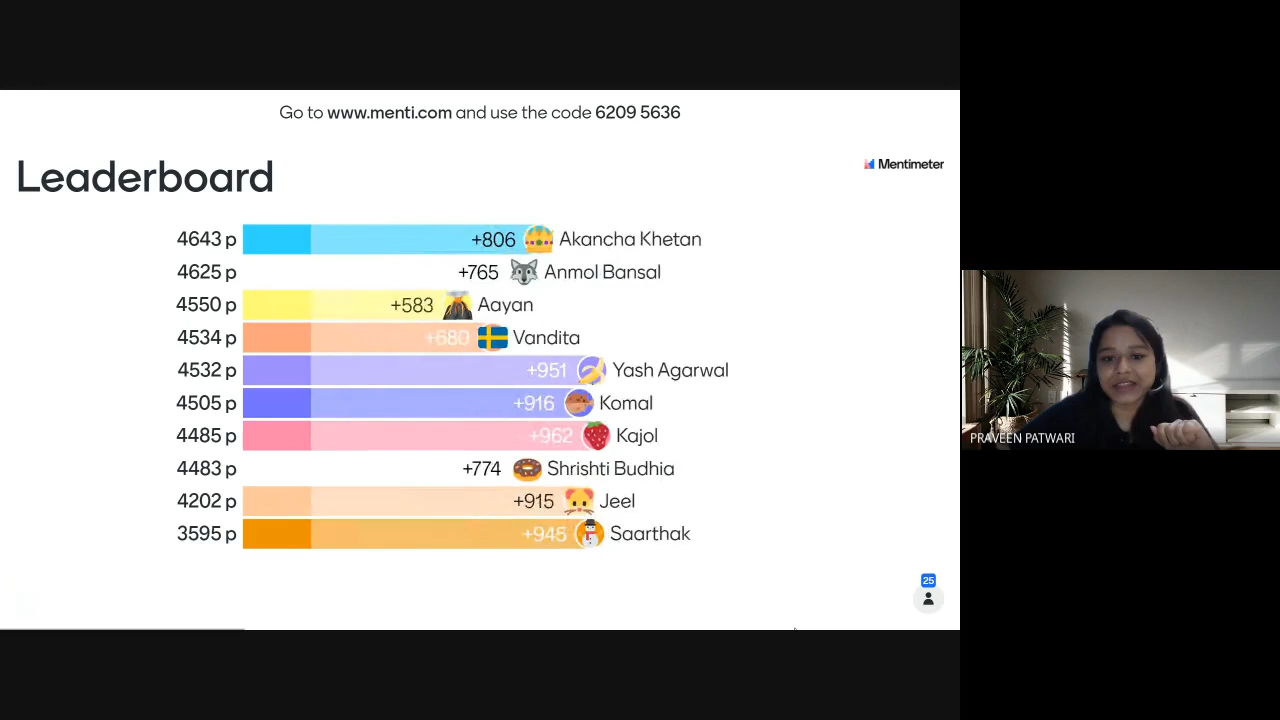 Go to www.menti.com and use the code 6209 5636
Leaderboard
Mentimeter
4643 p +806 Akancha Khetan
4625 p +765 Anmol Bansal
4550 p +583 Aayan
4534 p +680 Vandita
4532 p +951 Yash Agarwal
4505 p +916 Komal
4485 p +962 Kajol
4483 p +774 Shrishti Budhia
4202 p +915 Jeel
3595 p +945 Saarthak
PRAVEEN PATWARI
25